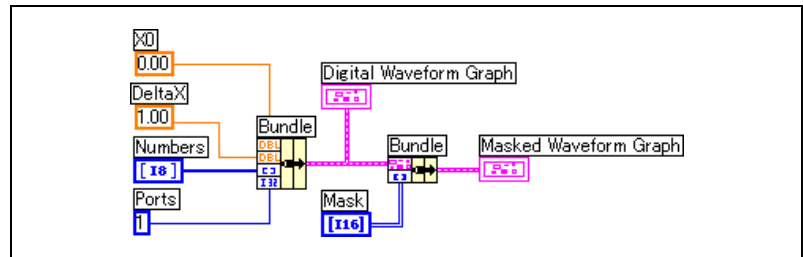 X0
0.00
Digital Waveform Graph
DeltaX
1.00
Bundle
DBL
DBL
Numbers
[I8]
I32
Bundle
Masked Waveform Graph
Ports
1
Mask
[I16]